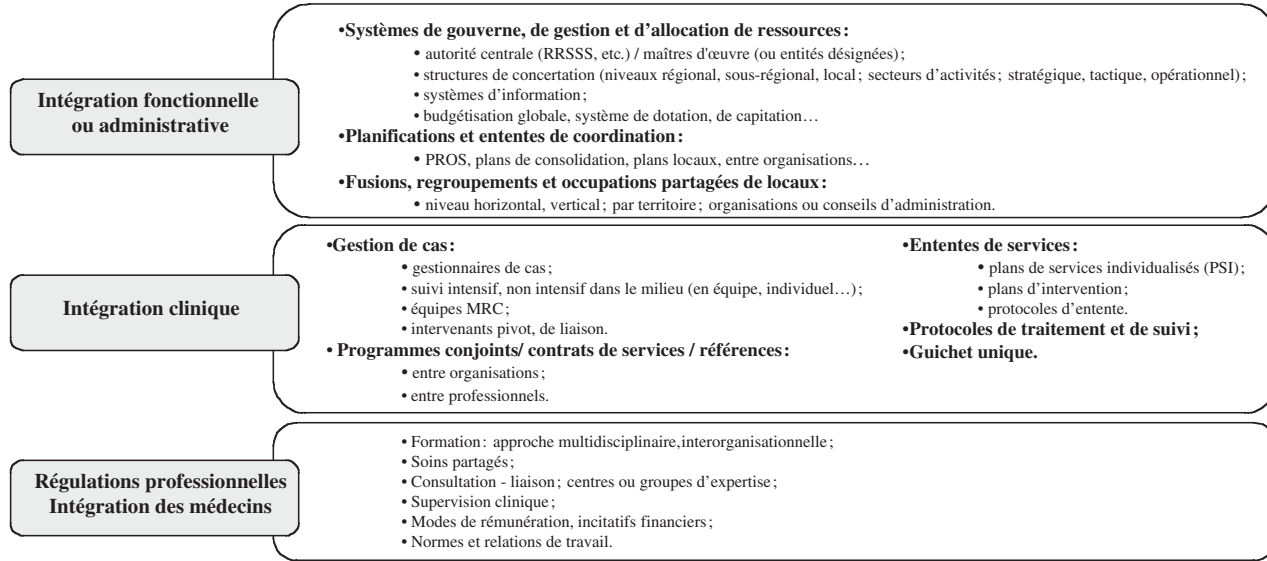 Intégration fonctionnelle
ou administrative
•Systèmes de gouverne, de gestion et d'allocation de ressources :
• autorité centrale (RRSSS, etc.) / maîtres d'œuvre (ou entités désignées) ;
• structures de concertation (niveaux régional, sous-régional, local ; secteurs d'activités ; stratégique, tactique, opérationnel) ;
• systèmes d'information ;
• budgétisation globale, système de dotation, de capitation…
•Planifications et ententes de coordination :
• PROS, plans de consolidation, plans locaux, entre organisations…
•Fusions, regroupements et occupations partagées de locaux :
• niveau horizontal, vertical ; par territoire ; organisations ou conseils d'administration.
Intégration clinique
•Gestion de cas :
• gestionnaires de cas ;
• suivi intensif, non intensif dans le milieu (en équipe, individuel…) ;
• équipes MRC ;
• intervenants pivot, de liaison.
• Programmes conjoints/ contrats de services / références :
• entre organisations ;
• entre professionnels.
•Ententes de services :
• plans de services individualisés (PSI) ;
• plans d'intervention ;
• protocoles d'entente.
•Protocoles de traitement et de suivi ;
•Guichet unique.
Régulations professionnelles
Intégration des médecins
• Formation : approche multidisciplinaire,interorganisationnelle ;
• Soins partagés ;
• Consultation - liaison ; centres ou groupes d'expertise ;
• Supervision clinique ;
• Modes de rémunération, incitatifs financiers ;
• Normes et relations de travail.